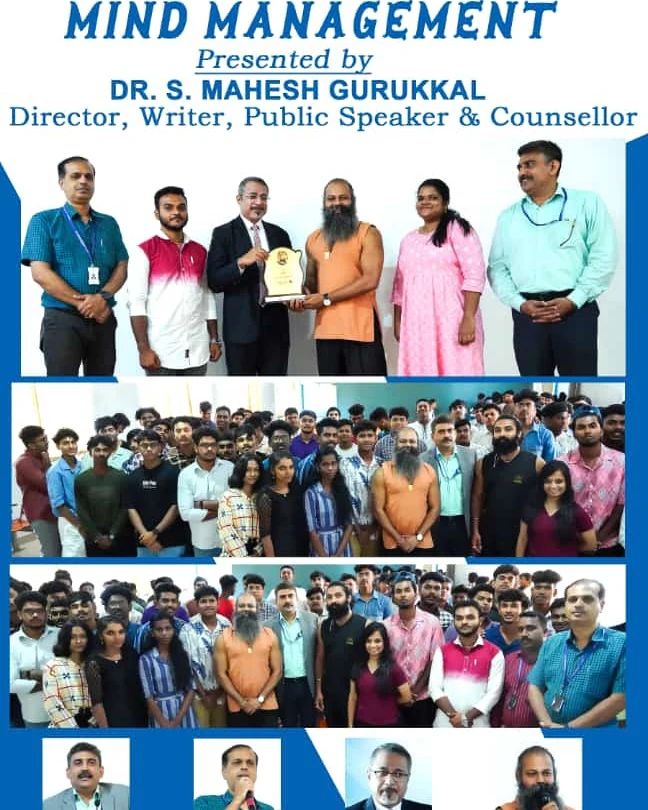 MIND MANAGEMENT
Presented by
DR. S. MAHESH GURUKKAL
Director, Writer, Public Speaker & Counsellor